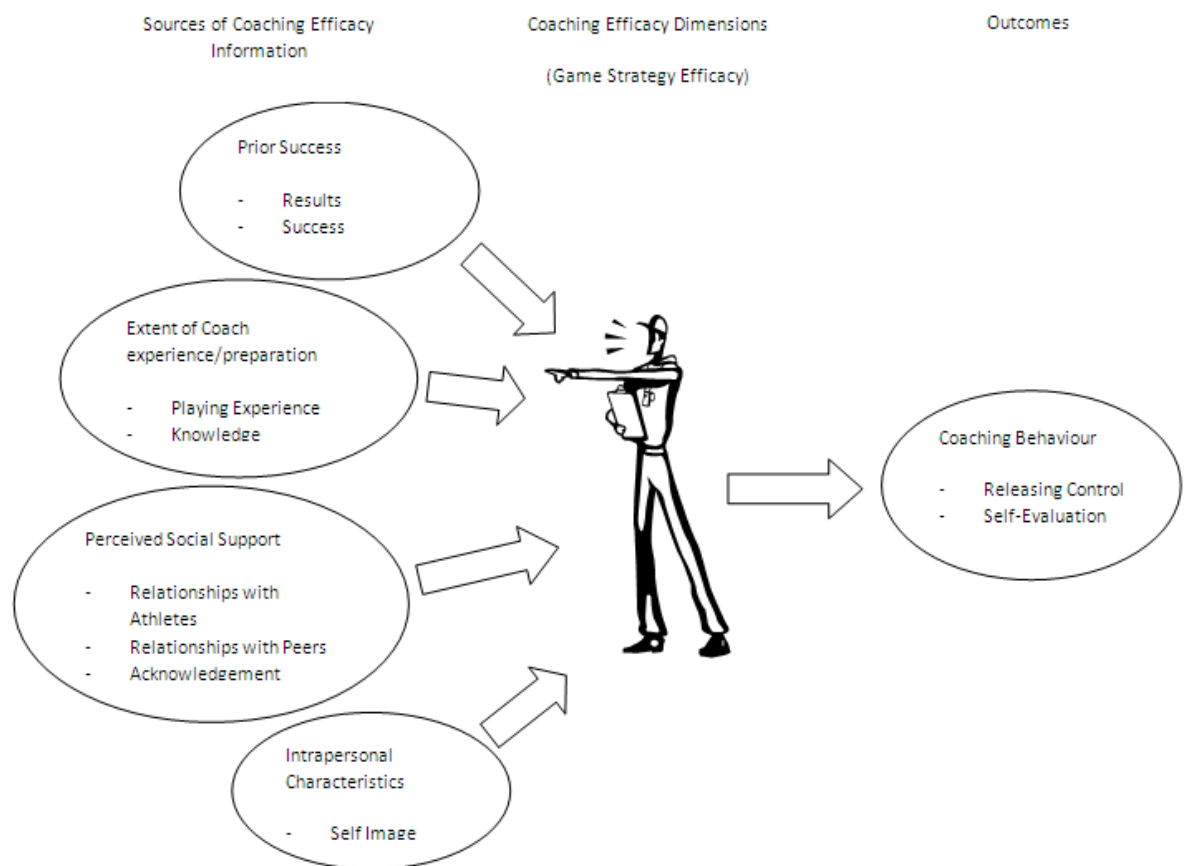 Sources of Coaching Efficacy
Information
Coaching Efficacy Dimensions
(Game Strategy Efficacy)
Outcomes
Prior Success
- Results
- Success
Extent of Coach
experience/preparation
- Playing Experience
- Knowledge
Perceived Social Support
- Relationships with
Athletes
- Relationships with Peers
- Acknowledgement
Intrapersonal
Characteristics
- Self Image
Coaching Behaviour
- Releasing Control
- Self-Evaluation